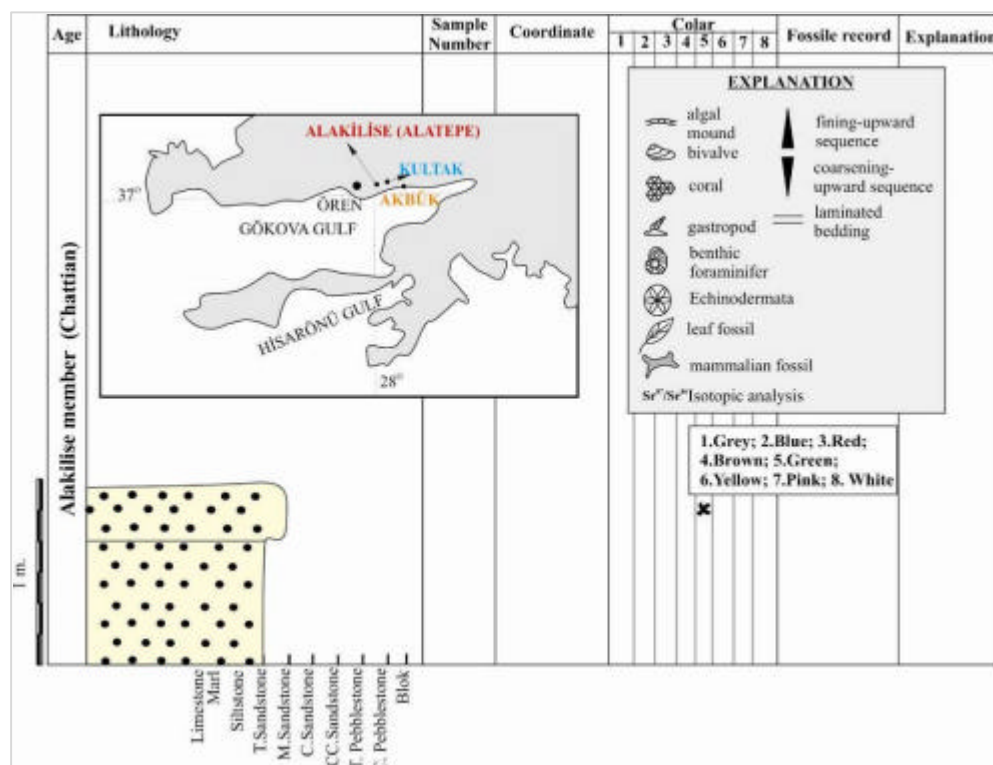 Age
Lithology
Sample
Number
Coordinate
Colar
1 2 3 4 5 6 7 8
Fossile record
Explanation
Alakilise member (Chattian)
ALAKİLİSE (ALATEPE)
KULTAK
37°
ÖREN
AKBÜK
GÖKOVA GULF
HİSARÖNÜ GULF
28°
EXPLANATION
algal
mound
bivalve
coral
gastropod
benthic
foraminifer
Echinodermata
leaf fossil
mammalian fossil
Isotopic analysis
fining-upward
sequence
coarsening-
upward sequence
laminated
bedding
1.Grey; 2.Blue; 3.Red;
4.Brown; 5.Green;
6.Yellow; 7.Pink; 8. White
1 m.
Limestone
Marl
Siltstone
T.Sandstone
M.Sandstone
C.Sandstone
CC.Sandstone
Pebblestone
Pebblestone
Blok